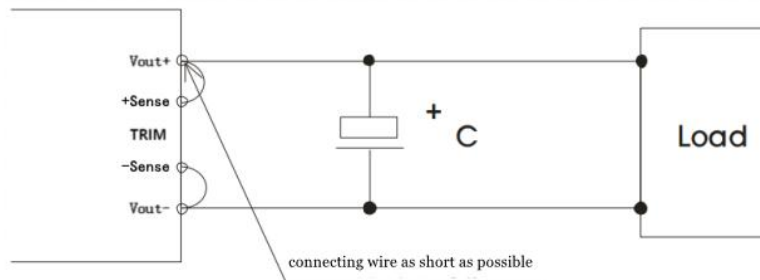 Vout+
+Sense
TRIM
-Sense
Vout-
+
C
Load
connecting wire as short as possible